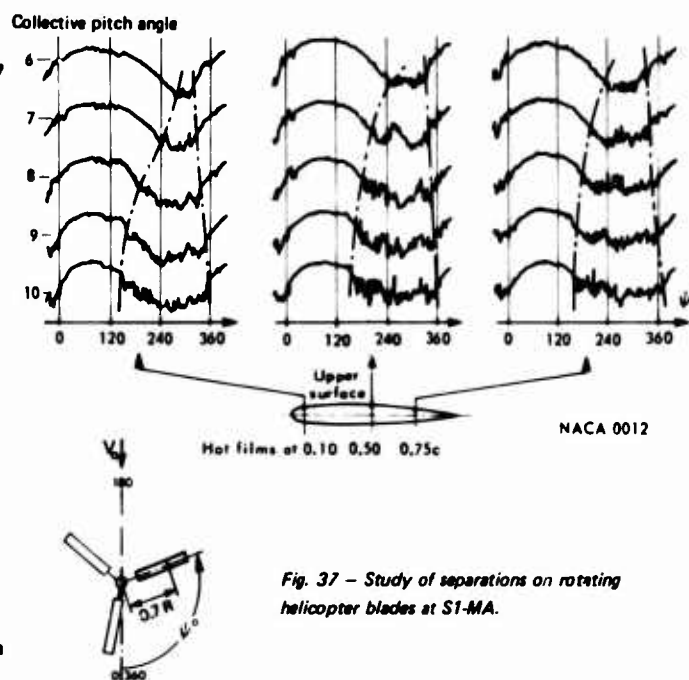 Collective pitch angle
6
7
8
9
10
0 120 240 360
0 120 240 360
0 120 240 360
ψ
Upper
surface
NACA 0012
Hot films at 0.10 0.50 0.75c
180
0.7 R
ψ°
0.360
Fig. 37 – Study of separations on rotating
helicopter blades at S1-MA.